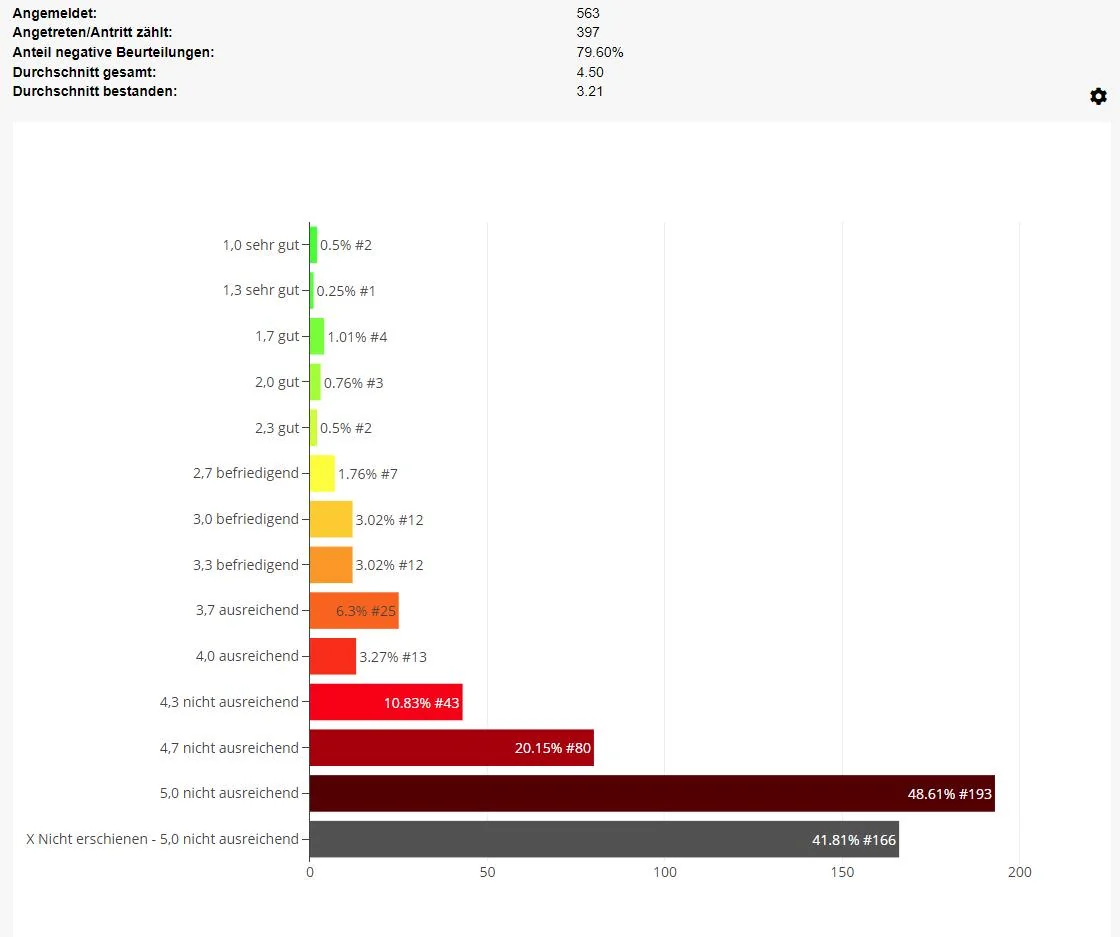 Angemeldet: 563
Angetreten/Antritt zählt: 397
Anteil negative Beurteilungen: 79.60%
Durchschnitt gesamt: 4.50
Durchschnitt bestanden: 3.21
1,0 sehr gut 0.5% #2
1,3 sehr gut 0.25% #1
1,7 gut 1.01% #4
2,0 gut 0.76% #3
2,3 gut 0.5% #2
2,7 befriedigend 1.76% #7
3,0 befriedigend 3.02% #12
3,3 befriedigend 3.02% #12
3,7 ausreichend 6.3% #25
4,0 ausreichend 3.27% #13
4,3 nicht ausreichend 10.83% #43
4,7 nicht ausreichend 20.15% #80
5,0 nicht ausreichend 48.61% #193
X Nicht erschienen - 5,0 nicht ausreichend 41.81% #166
0 50 100 150 200